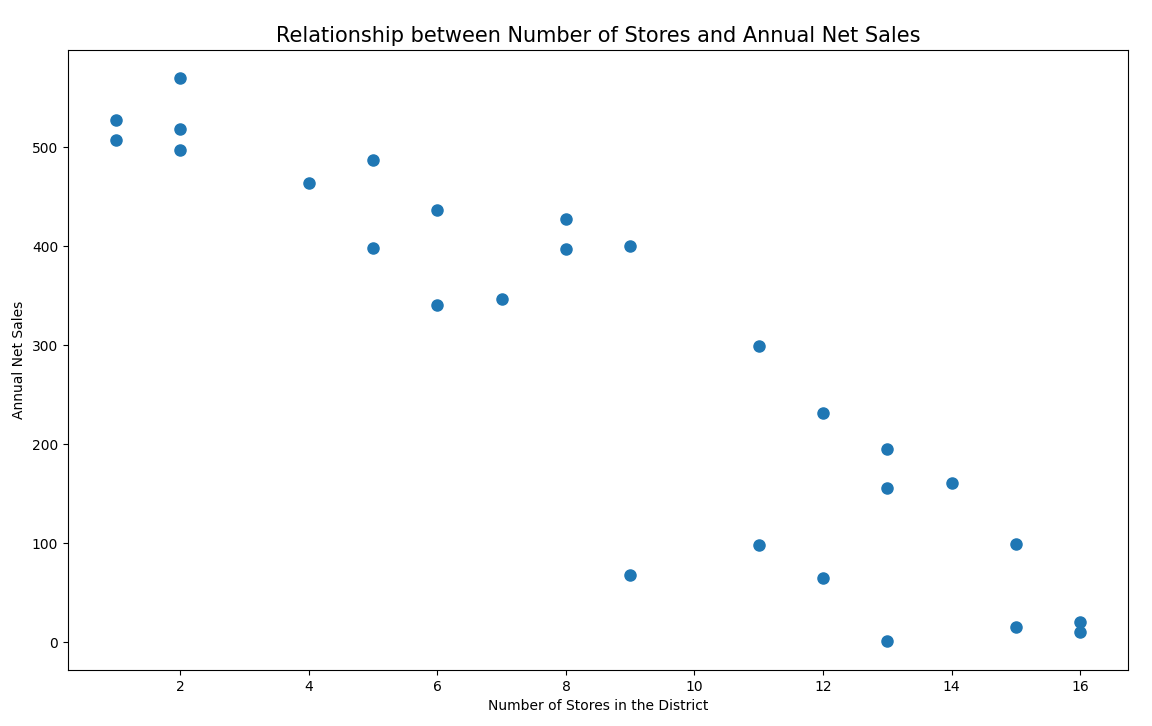 Relationship between Number of Stores and Annual Net Sales
500
400
300
200
100
0
Annual Net Sales
2 4 6 8 10 12 14 16
Number of Stores in the District